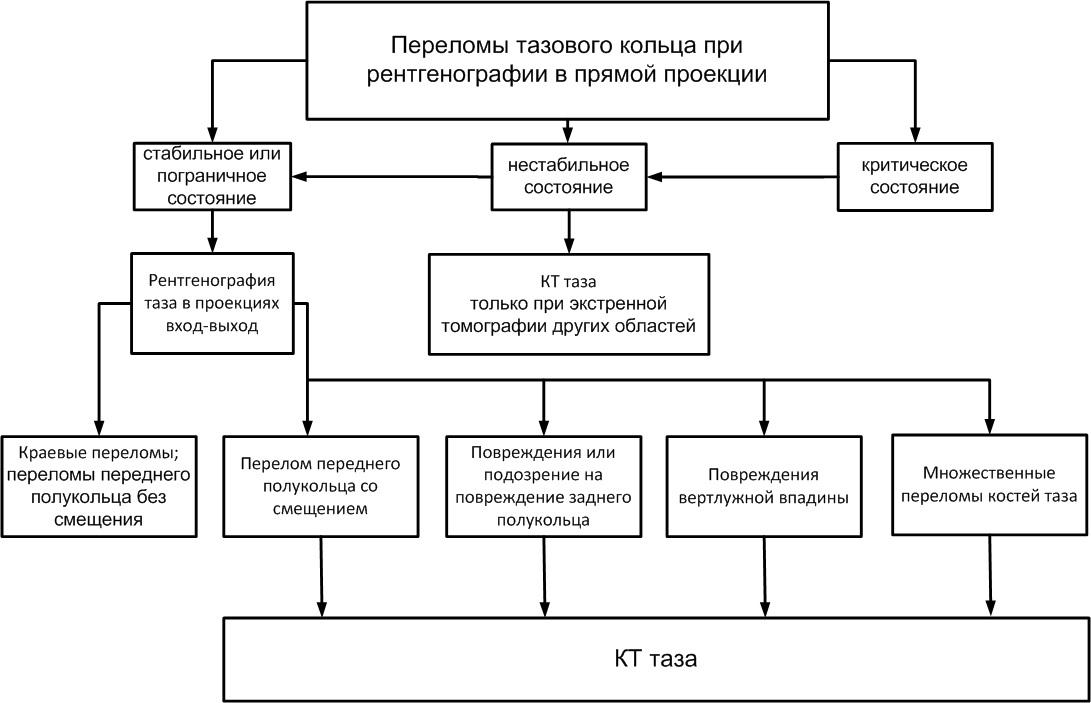 Переломы тазового кольца при
рентгенографии в прямой проекции
стабильное или
пограничное
состояние
нестабильное
состояние
критическое
состояние
Рентгенография
таза в проекциях
вход-выход
КТ таза
только при экстренной
томографии других областей
Краевые переломы;
переломы переднего
полукольца без
смещения
Перелом переднего
полукольца со
смещением
Повреждения или
подозрение на
повреждение заднего
полукольца
Повреждения
вертлужной впадины
Множественные
переломы костей таза
КТ таза